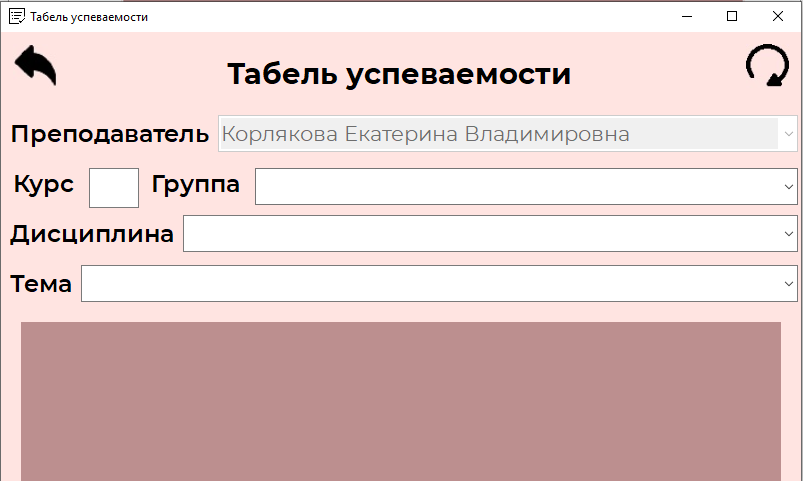 Табель успеваемости
Табель успеваемости
Преподаватель Корлякова Екатерина Владимировна
Курс Группа
Дисциплина
Тема